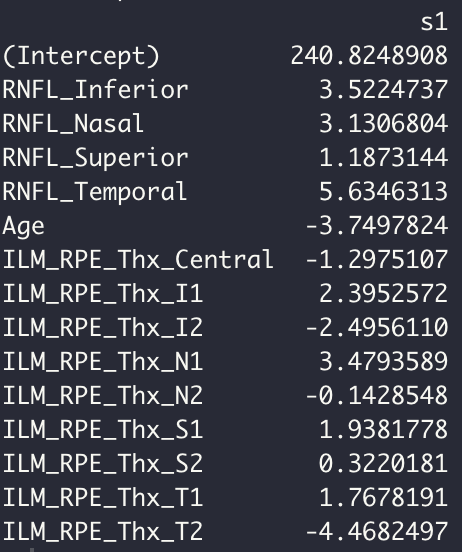 s1
(Intercept) 240.8248908
RNFL_Inferior 3.5224737
RNFL_Nasal 3.1306804
RNFL_Superior 1.1873144
RNFL_Temporal 5.6346313
Age -3.7497824
ILM_RPE_Thx_Central -1.2975107
ILM_RPE_Thx_I1 2.3952572
ILM_RPE_Thx_I2 -2.4956110
ILM_RPE_Thx_N1 3.4793589
ILM_RPE_Thx_N2 -0.1428548
ILM_RPE_Thx_S1 1.9381778
ILM_RPE_Thx_S2 0.3220181
ILM_RPE_Thx_T1 1.7678191
ILM_RPE_Thx_T2 -4.4682497